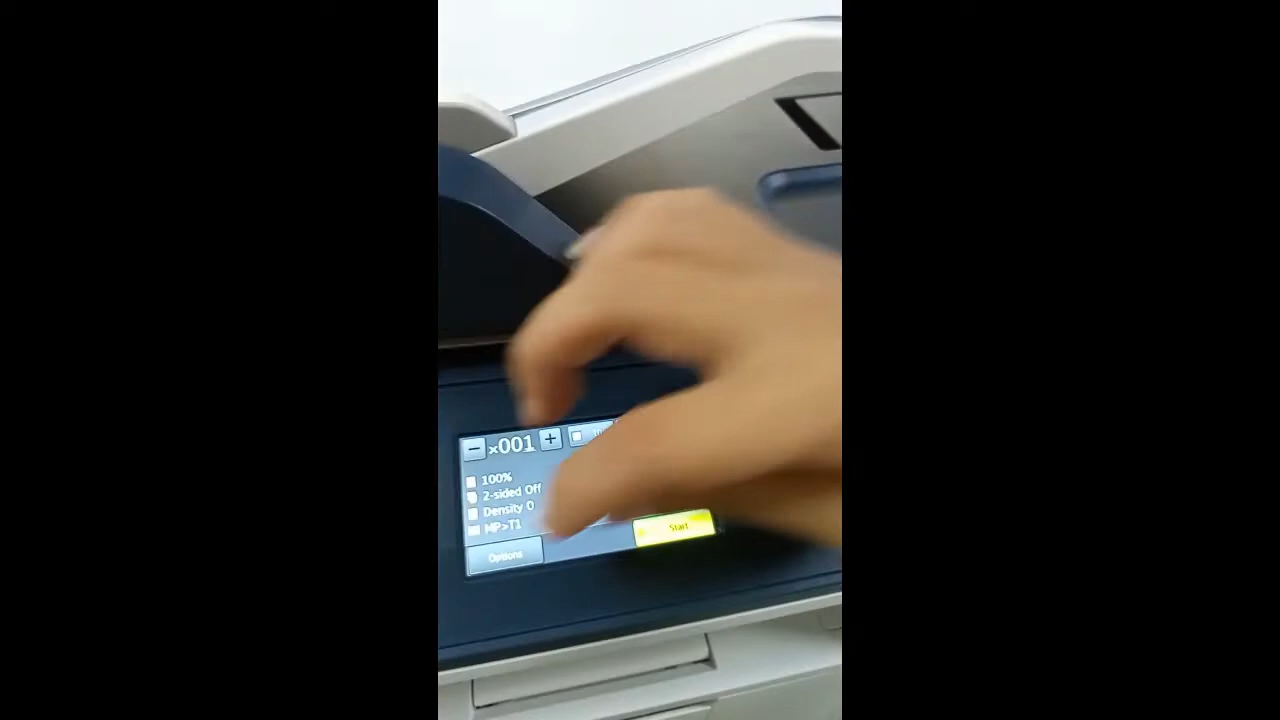 - x001 +
100%
2-sided Off
Density 0
MP>T1
Options
Start